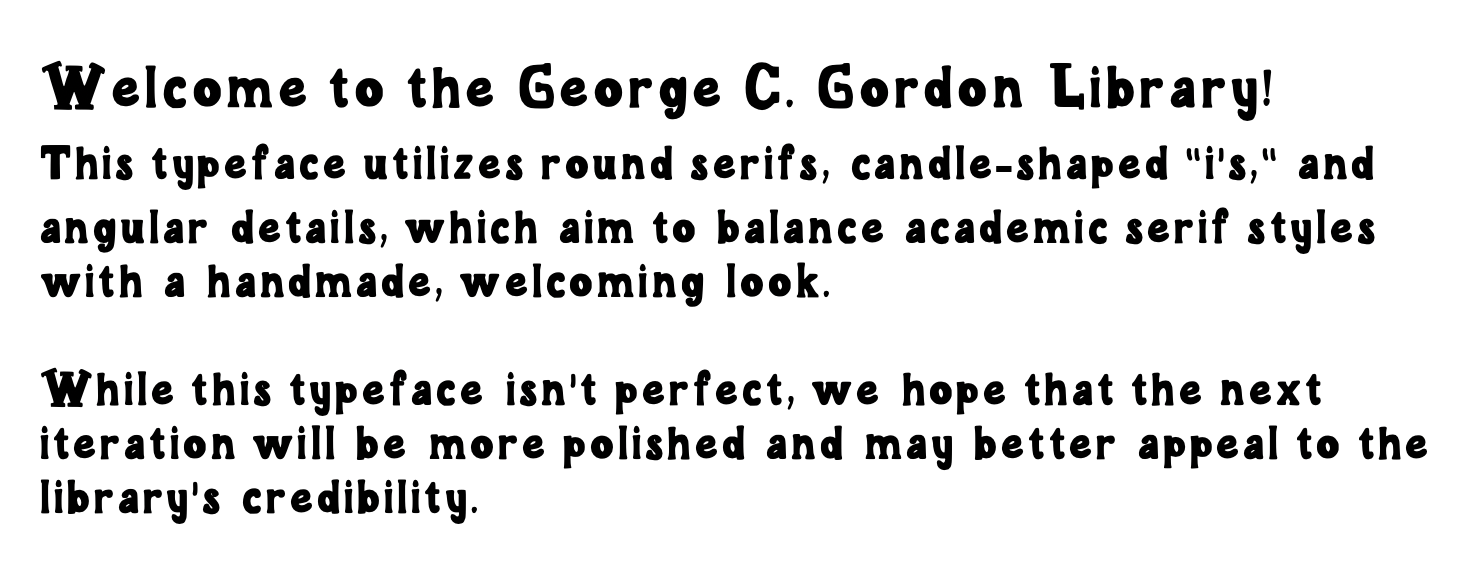 Welcome to the George C. Gordon Library!
This typeface utilizes round serifs, candle-shaped "i's," and
angular details, which aim to balance academic serif styles
with a handmade, welcoming look.
While this typeface isn't perfect, we hope that the next
iteration will be more polished and may better appeal to the
library's credibility.